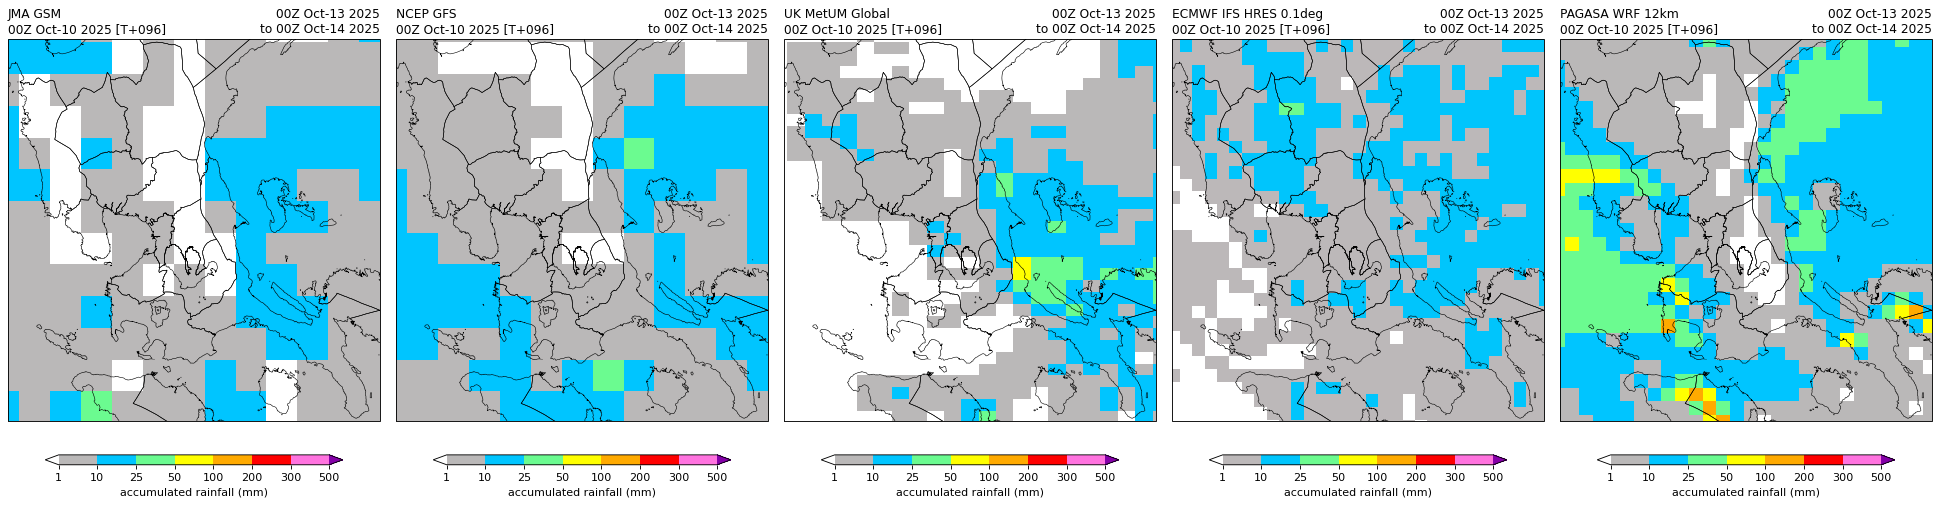 JMA GSM 00Z Oct-13 2025
00Z Oct-10 2025 [T+096] to 00Z Oct-14 2025
1 10 25 50 100 200 300 500
accumulated rainfall (mm)
NCEP GFS 00Z Oct-13 2025
00Z Oct-10 2025 [T+096] to 00Z Oct-14 2025
1 10 25 50 100 200 300 500
accumulated rainfall (mm)
UK MetUM Global 00Z Oct-13 2025
00Z Oct-10 2025 [T+096] to 00Z Oct-14 2025
1 10 25 50 100 200 300 500
accumulated rainfall (mm)
ECMWF IFS HRES 0.1deg 00Z Oct-13 2025
00Z Oct-10 2025 [T+096] to 00Z Oct-14 2025
1 10 25 50 100 200 300 500
accumulated rainfall (mm)
PAGASA WRF 12km 00Z Oct-13 2025
00Z Oct-10 2025 [T+096] to 00Z Oct-14 2025
1 10 25 50 100 200 300 500
accumulated rainfall (mm)